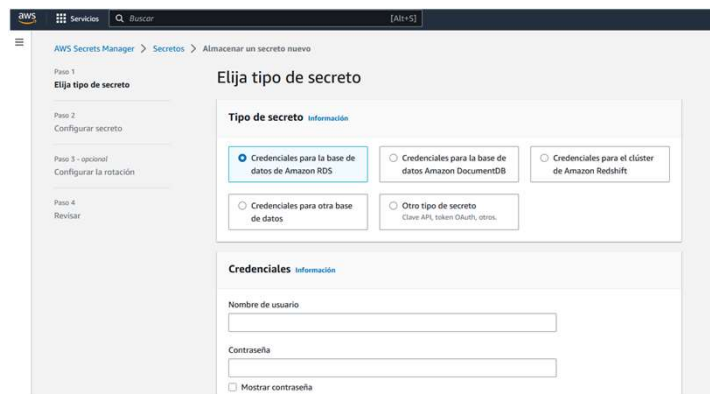 aws
Servicios
Buscar
[Alt+S]
AWS Secrets Manager > Secretos > Almacenar un secreto nuevo
Paso 1
Elija tipo de secreto
Paso 2
Configurar secreto
Paso 3 - opcional
Configurar la rotación
Paso 4
Revisar
Elija tipo de secreto
Tipo de secreto Información
Credenciales para la base de
datos de Amazon RDS
Credenciales para la base de
datos Amazon DocumentDB
Credenciales para el clúster
de Amazon Redshift
Credenciales para otra base
de datos
Otro tipo de secreto
Clave API, token OAuth, otros.
Credenciales Información
Nombre de usuario
Contraseña
Mostrar contraseña